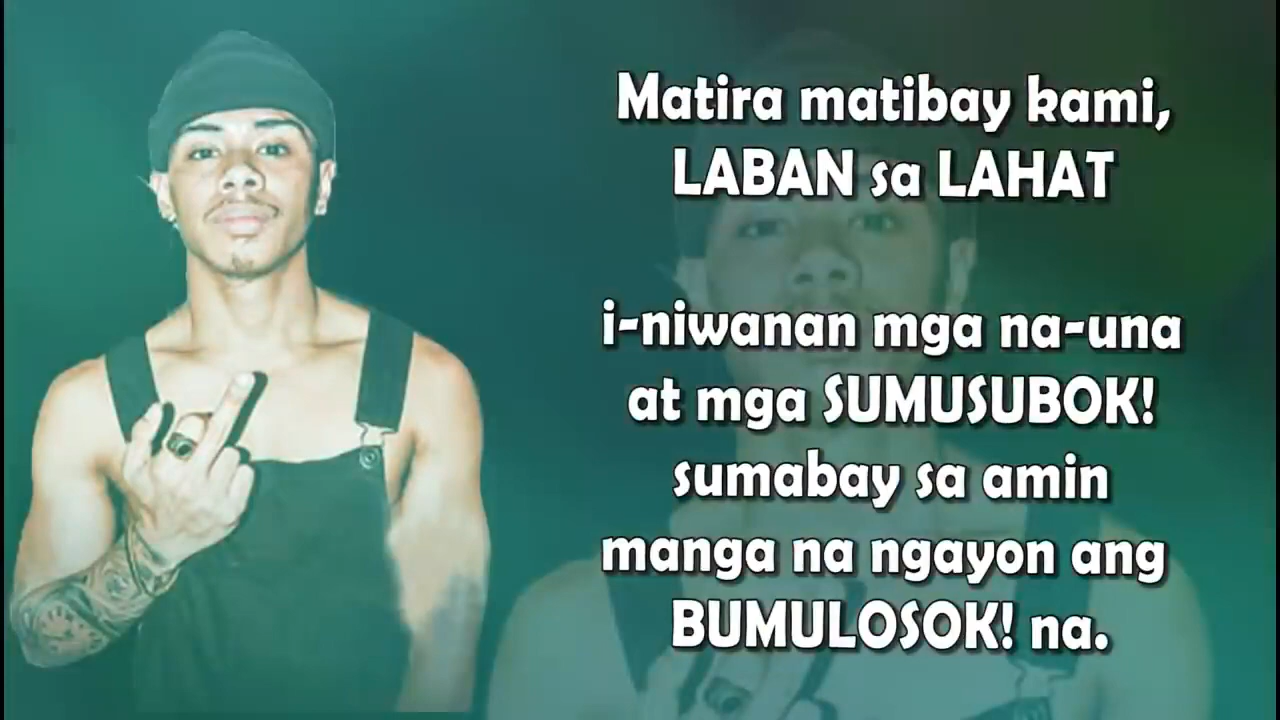 Matira matibay kami,
LABAN sa LAHAT
i-niwanan mga na-una
at mga SUMUSUBOK!
sumabay sa amin
manga na ngayon ang
BUMULOSOK! na.